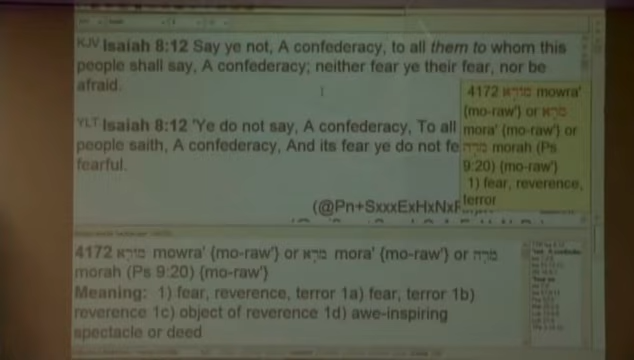 KJV Isaiah 8:12 Say ye not, A confederacy, to all them to whom this
people shall say, A confederacy; neither fear ye their fear, nor be
afraid.
YLT Isaiah 8:12 'Ye do not say, A confederacy, To all
people saith, A confederacy, And its fear ye do not fe
fearful.
(@Pn+SxxxExHxNxF
4172 מוֹרָא mowra'
{mo-raw'} or מֹרָא
mora' {mo-raw'} or
מוֹרָה morah (Ps
9:20) {mo-raw'}
1) fear, reverence,
terror
4172 מוֹרָא mowra' {mo-raw'} or מֹרָא mora' {mo-raw'} or מוֹרָה
morah (Ps 9:20) {mo-raw'}
Meaning: 1) fear, reverence, terror 1a) fear, terror 1b)
reverence 1c) object of reverence 1d) awe-inspiring
spectacle or deed